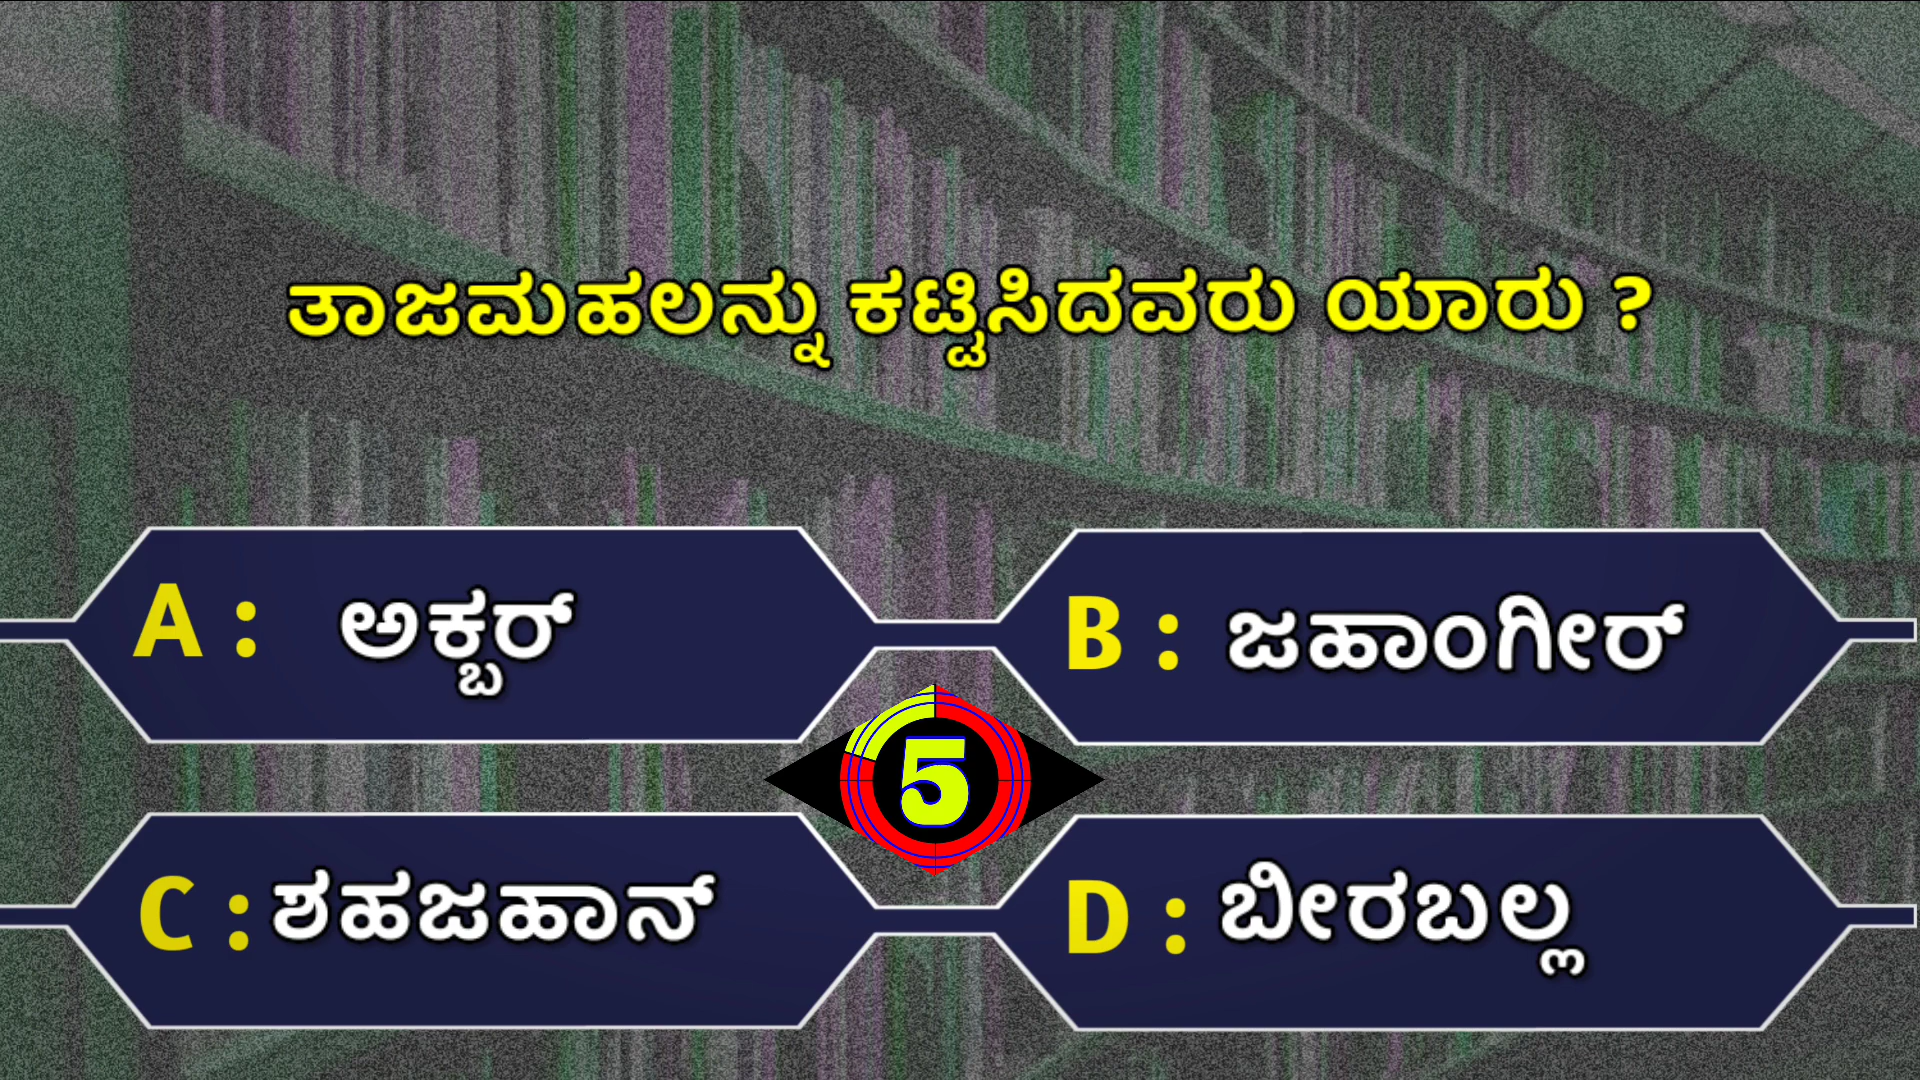 ತಾಜಮಹಲನ್ನು ಕಟ್ಟಿಸಿದವರು ಯಾರು ?
A : ಅಕ್ಬರ್
B : ಜಹಾಂಗೀರ್
5
C : ಶಹಜಹಾನ್
D : ಬೀರಬಲ್ಲ